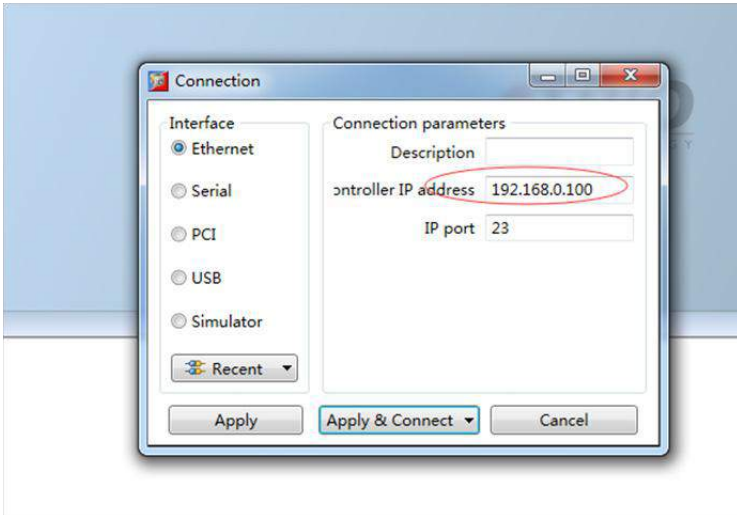 Connection
Interface
Ethernet
Serial
PCI
USB
Simulator
Recent
Connection parameters
Description
ontroller IP address 192.168.0.100
IP port 23
Apply
Apply & Connect
Cancel